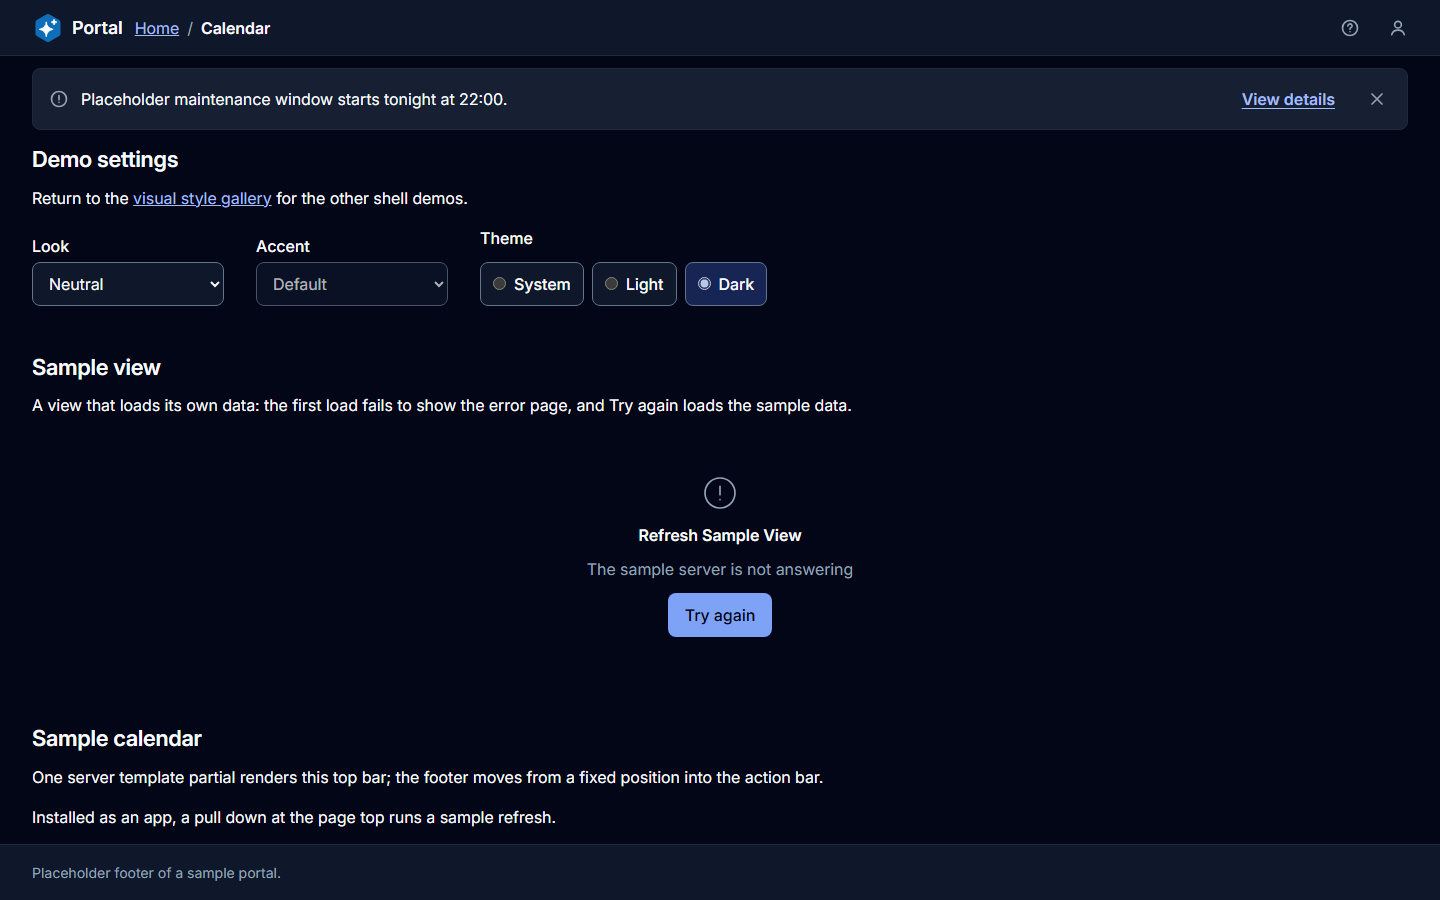 Portal Home / Calendar
Placeholder maintenance window starts tonight at 22:00. View details
Demo settings
Return to the visual style gallery for the other shell demos.
Look Accent Theme
Neutral Default System Light Dark
Sample view
A view that loads its own data: the first load fails to show the error page, and Try again loads the sample data.
Refresh Sample View
The sample server is not answering
Try again
Sample calendar
One server template partial renders this top bar; the footer moves from a fixed position into the action bar.
Installed as an app, a pull down at the page top runs a sample refresh.
Placeholder footer of a sample portal.